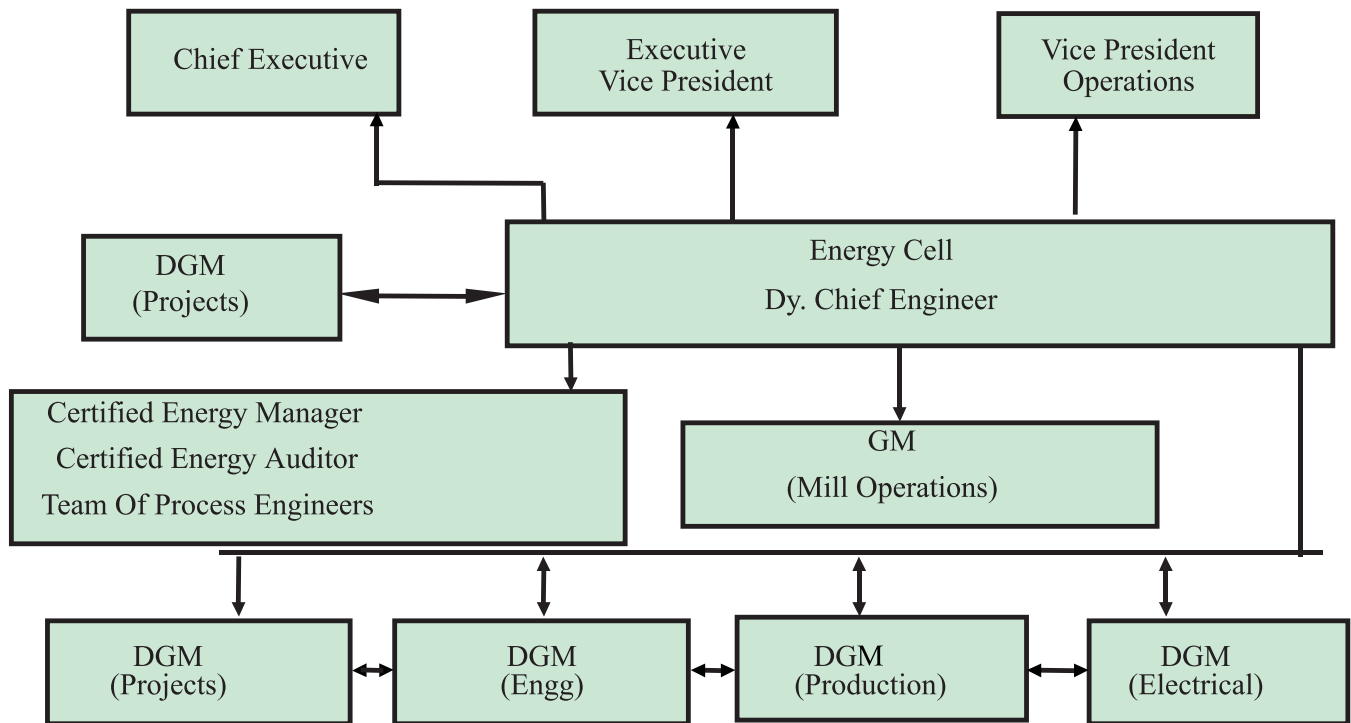 Chief Executive
Executive
Vice President
Vice President
Operations
Energy Cell
Dy. Chief Engineer
DGM
(Projects)
Certified Energy Manager
Certified Energy Auditor
Team Of Process Engineers
GM
(Mill Operations)
DGM
(Projects)
DGM
(Engg)
DGM
(Production)
DGM
(Electrical)